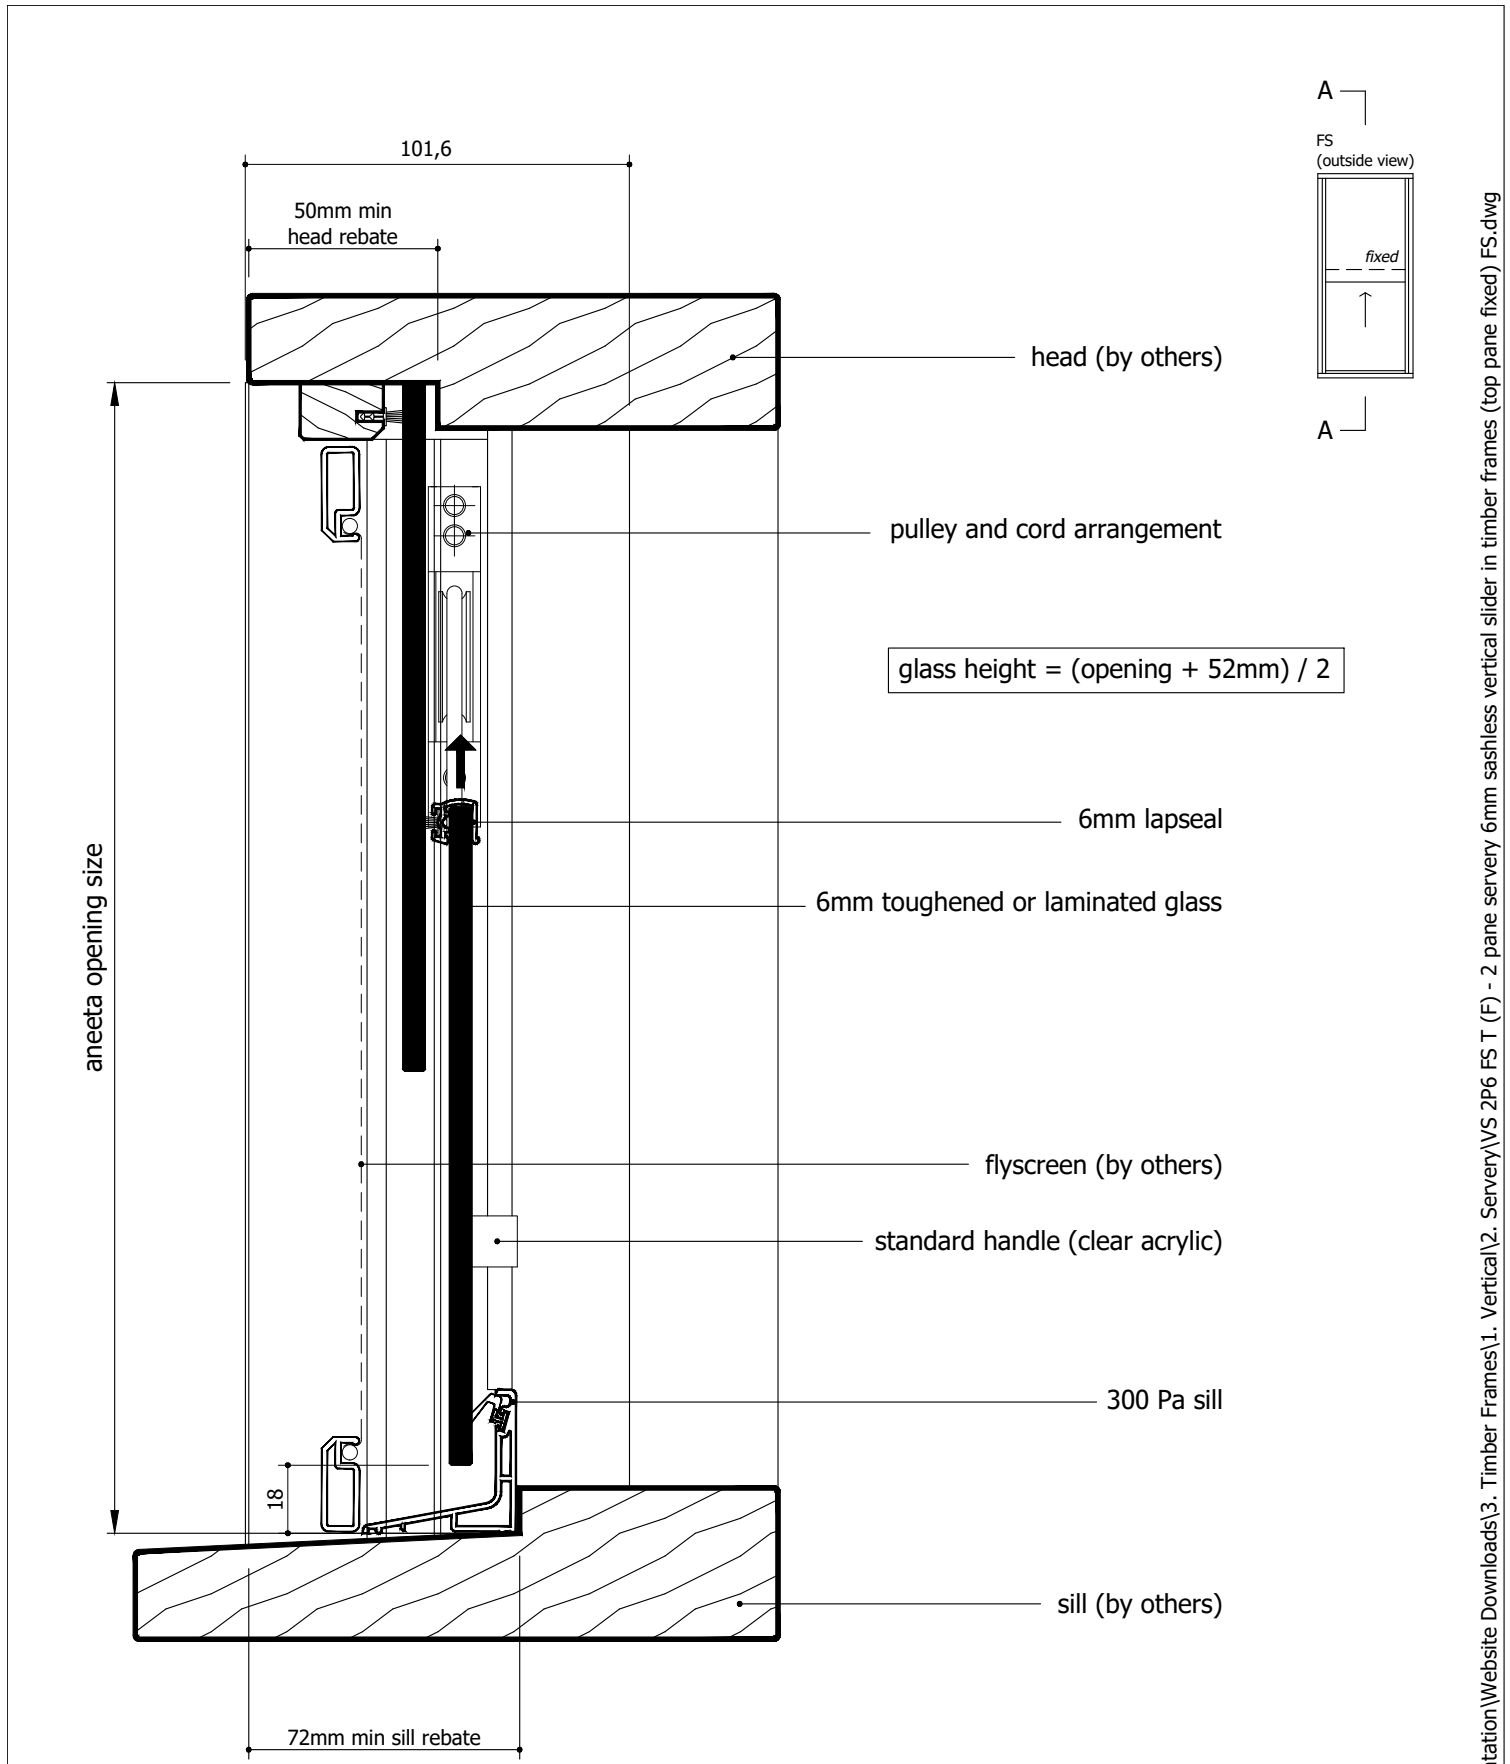 A
FS
(outside view)
fixed
A
101,6
50mm min
head rebate
head (by others)
pulley and cord arrangement
glass height = (opening + 52mm) / 2
6mm lapseal
6mm toughened or laminated glass
aneeta opening size
flyscreen (by others)
standard handle (clear acrylic)
300 Pa sill
18
sill (by others)
72mm min sill rebate
tation\Website Downloads\3. Timber Frames\1. Vertical\2. Servery\VS 2P6 FS T (F) - 2 pane servery 6mm sashless vertical slider in timber frames (top pane fixed) FS.dwg